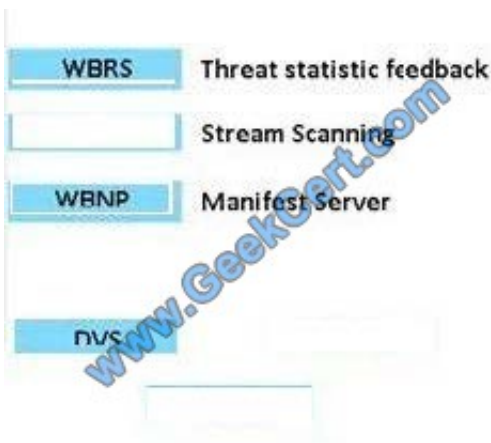 WBRS Threat statistic feedback
Stream Scanning
WBNP Manifest Server
DVS
www.GeekCert.com